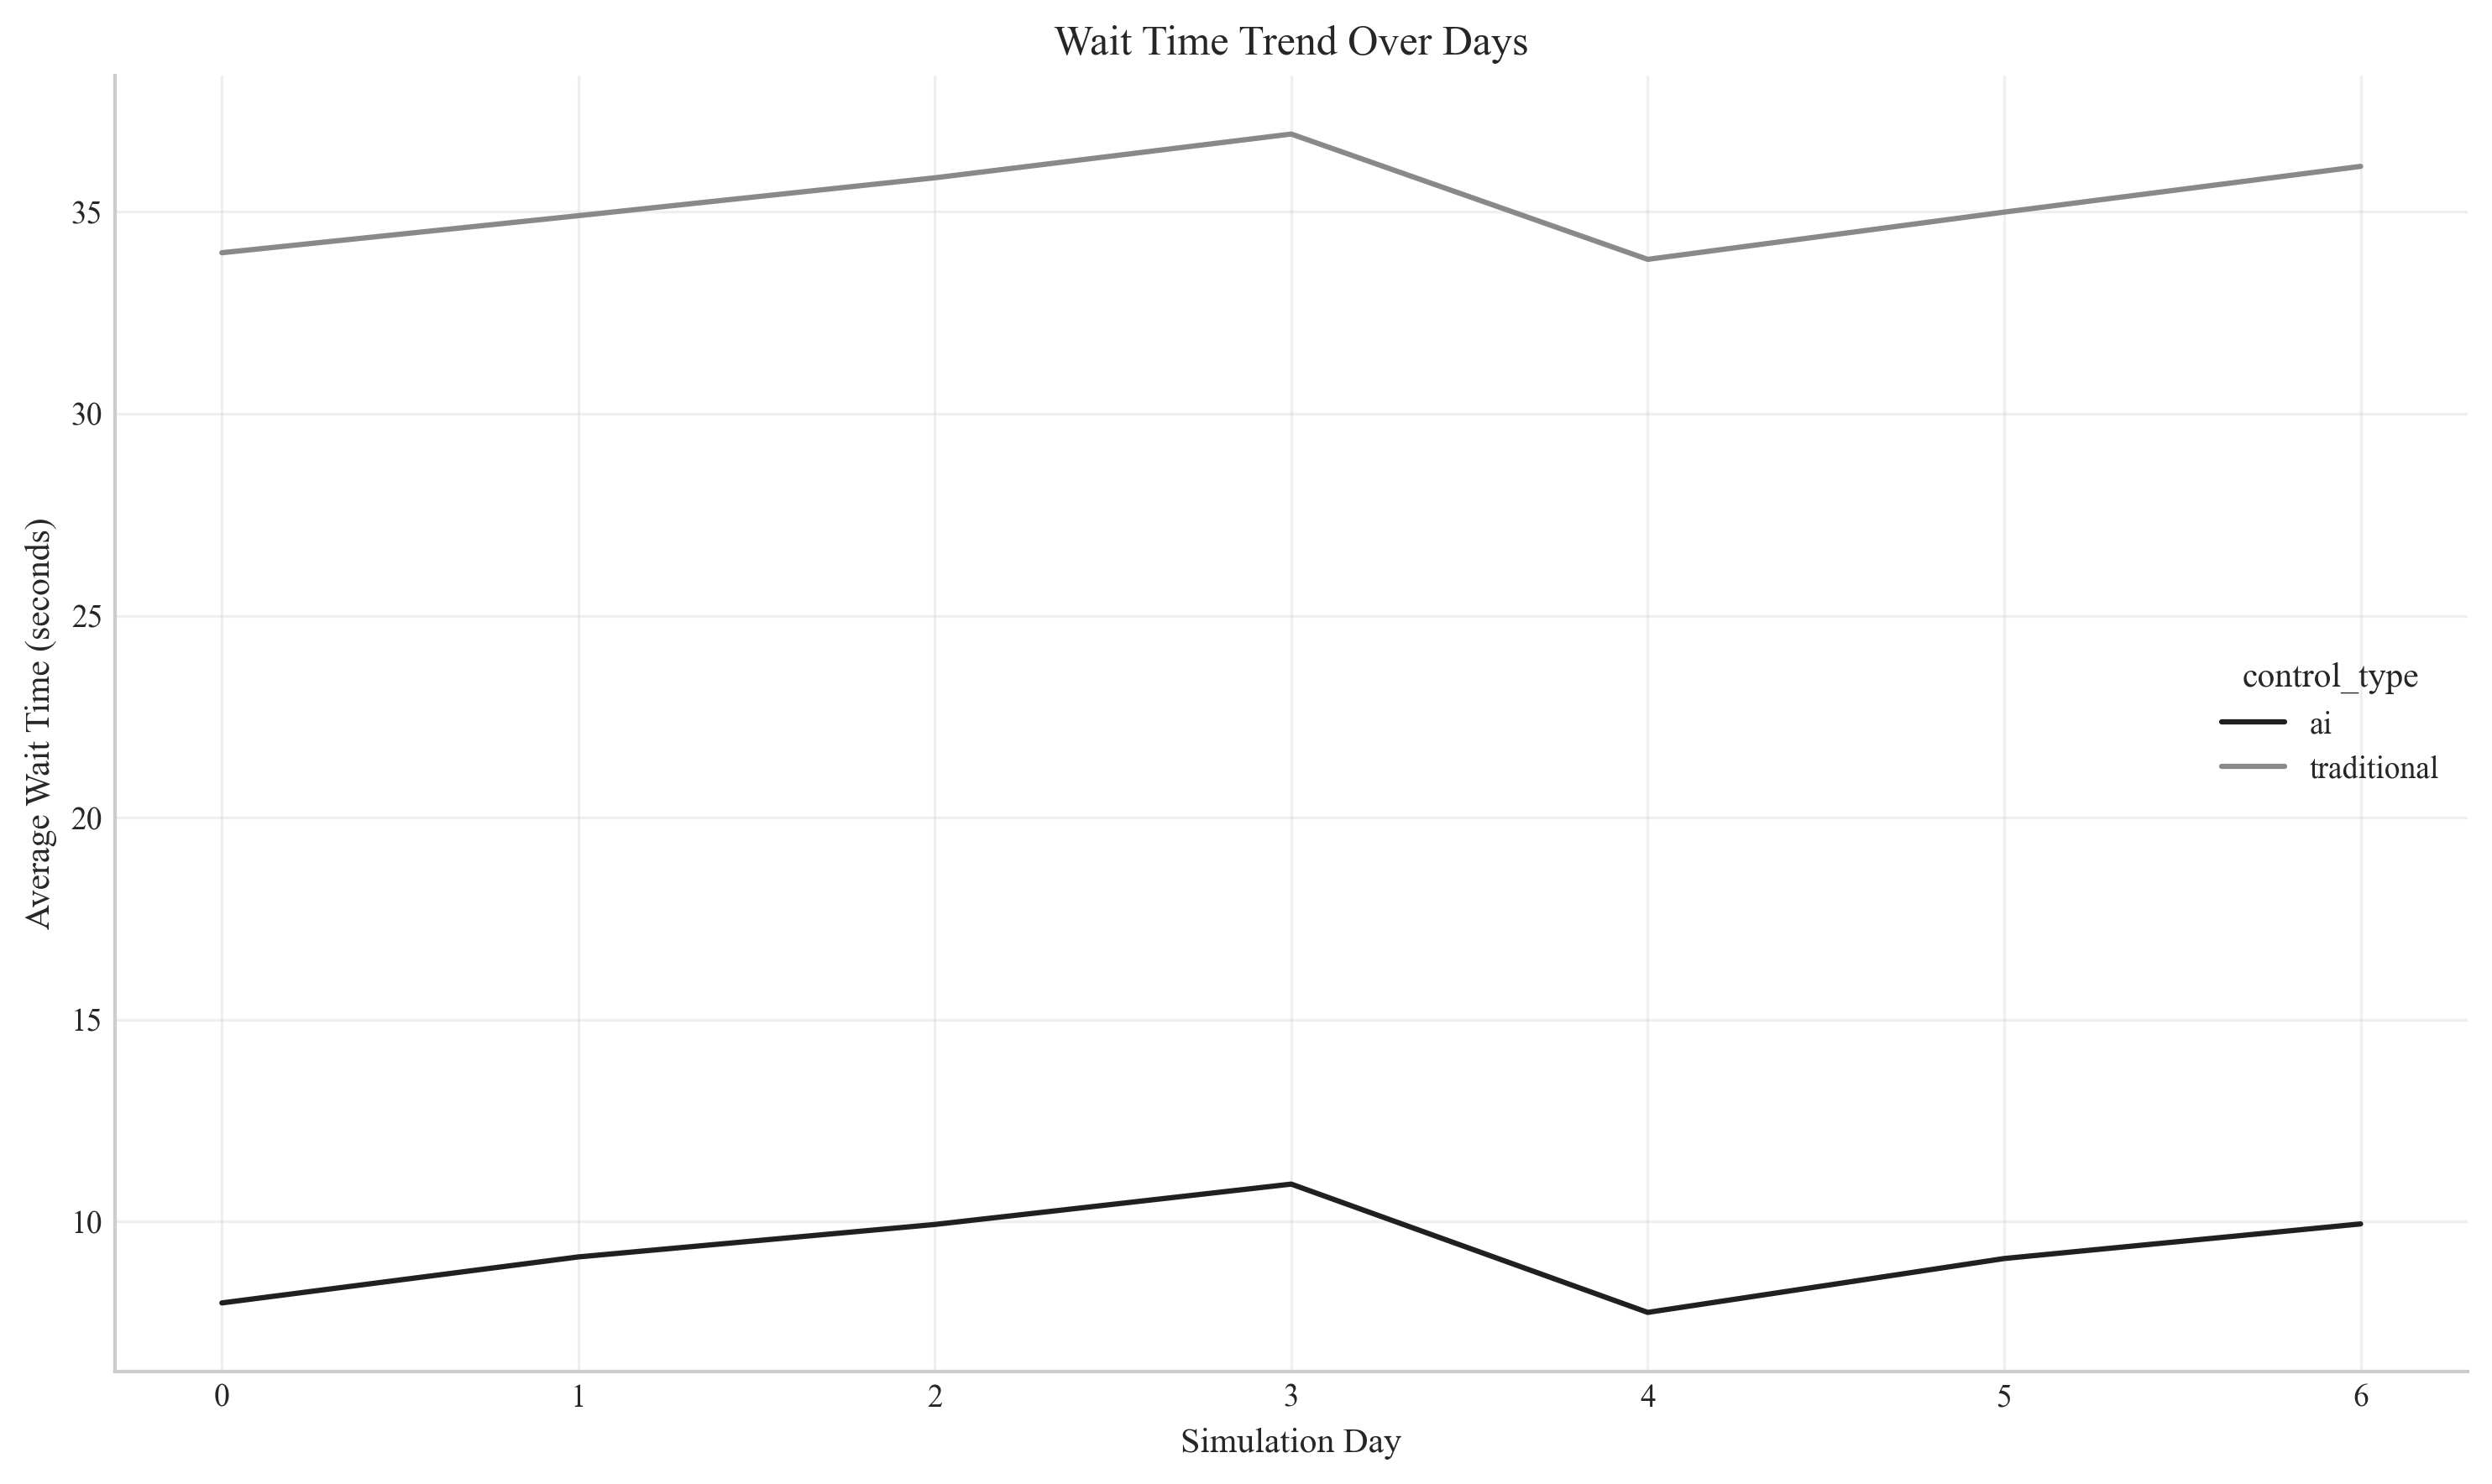 Wait Time Trend Over Days
Average Wait Time (seconds)
35
30
25
20
15
10
control_type
ai
traditional
0 1 2 3 4 5 6
Simulation Day